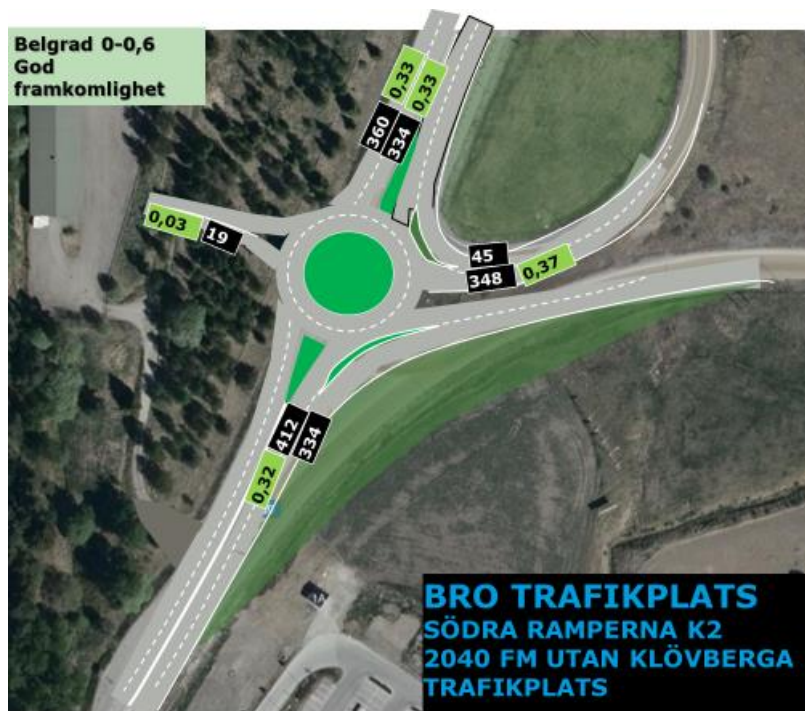 Belgrad 0-0,6
God
framkomlighet
0,33
0,33
360
334
0,03
19
45
348
0,37
412
334
0,32
BRO TRAFIKPLATS
SÖDRA RAMPERNA K2
2040 FM UTAN KLÖVBERGA
TRAFIKPLATS